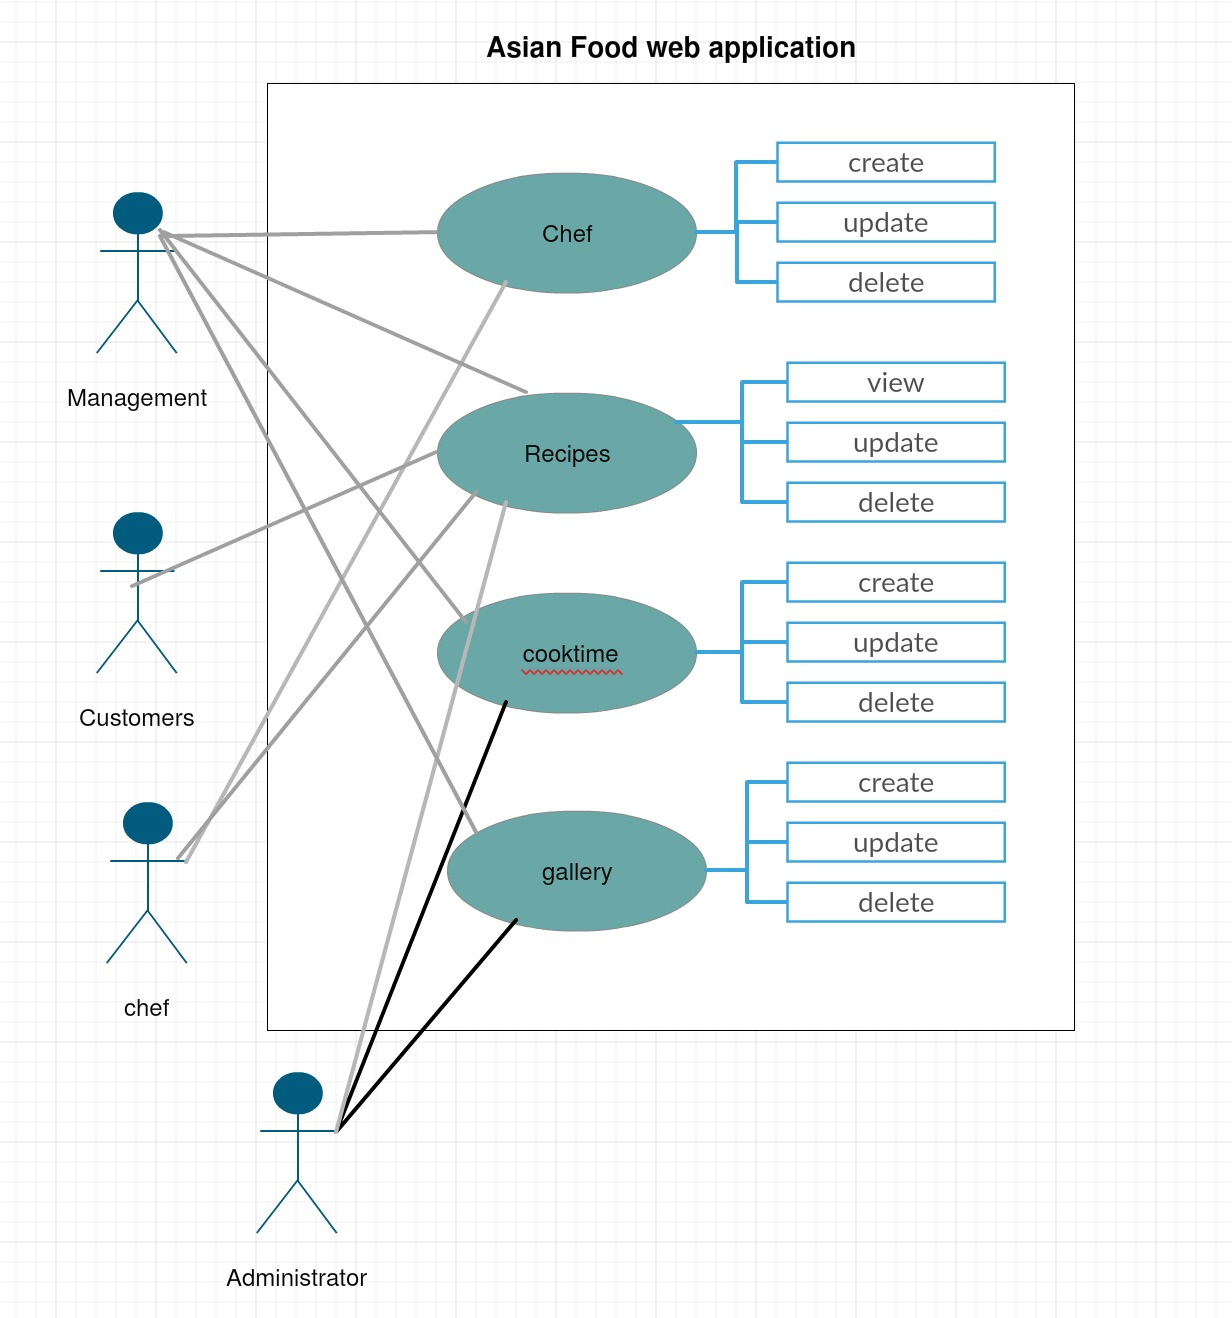 Asian Food web application
Management
Customers
chef
Administrator
Chef
create
update
delete
Recipes
view
update
delete
cooktime
create
update
delete
gallery
create
update
delete